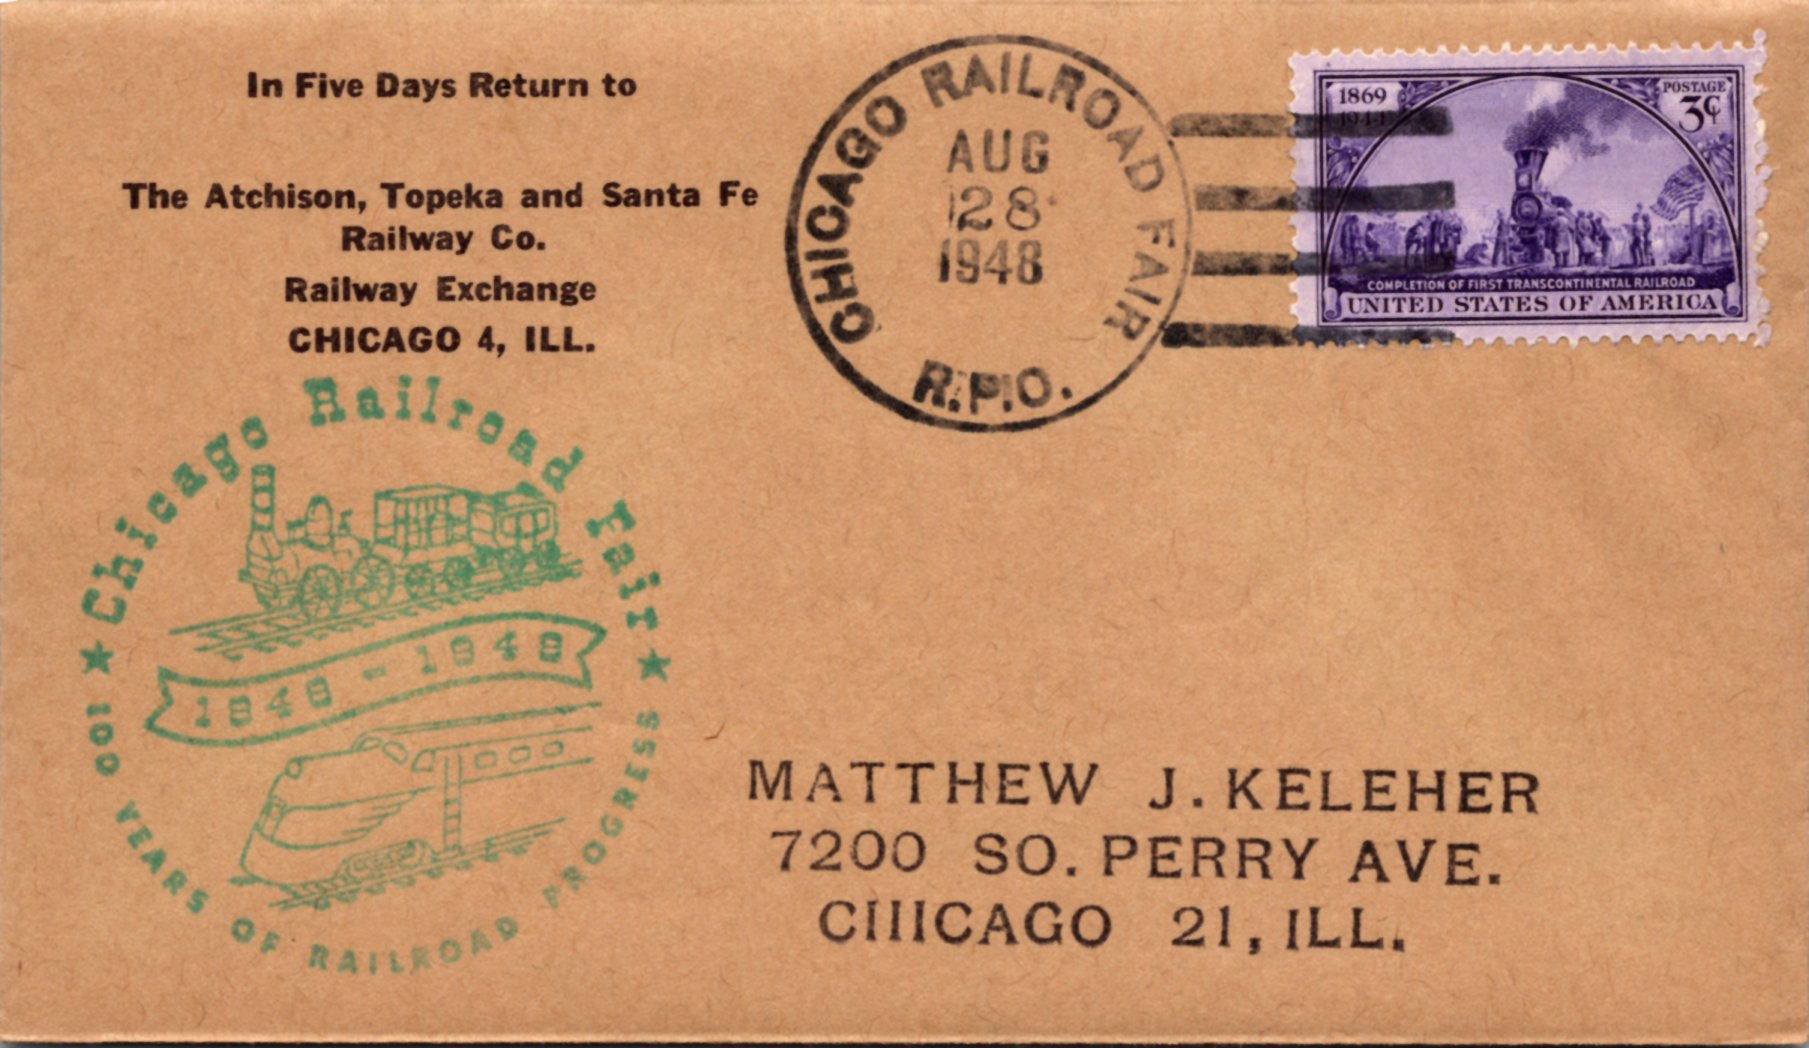 In Five Days Return to
The Atchison, Topeka and Santa Fe
Railway Co.
Railway Exchange
CHICAGO 4, ILL.
CHICAGO RAILROAD FAIR
AUG
28
1948
R.P.O.
1869
1944
POSTAGE
3¢
COMPLETION OF FIRST TRANSCONTINENTAL RAILROAD
UNITED STATES OF AMERICA
Chicago Railroad Fair
1848 - 1948
100 YEARS OF RAILROAD PROGRESS
MATTHEW J. KELEHER
7200 SO. PERRY AVE.
CHICAGO 21, ILL.